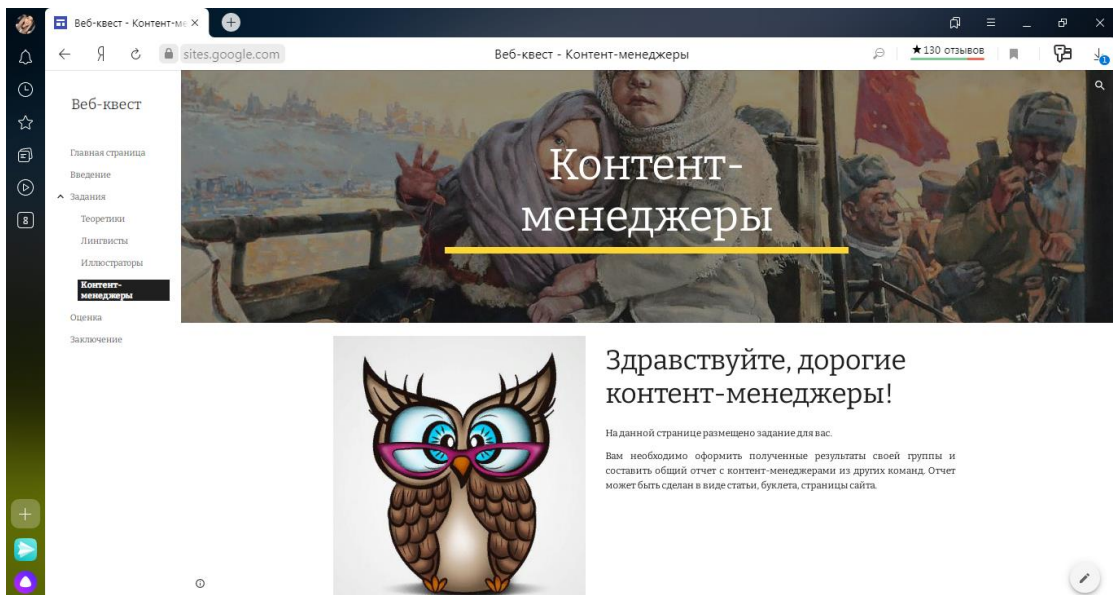 Веб-квест - Контент-ме
sites.google.com
Веб-квест - Контент-менеджеры
★130 отзывов
1
Веб-квест
Главная страница
Введение
Задания
Теоретики
Лингвисты
Иллюстраторы
Контент-
менеджеры
Оценка
Заключение
8
Контент-
менеджеры
Здравствуйте, дорогие
контент-менеджеры!
На данной странице размещено задание для вас.
Вам необходимо оформить полученные результаты своей группы и
составить общий отчет с контент-менеджерами из других команд. Отчет
может быть сделан в виде статьи, буклета, страницы сайта.